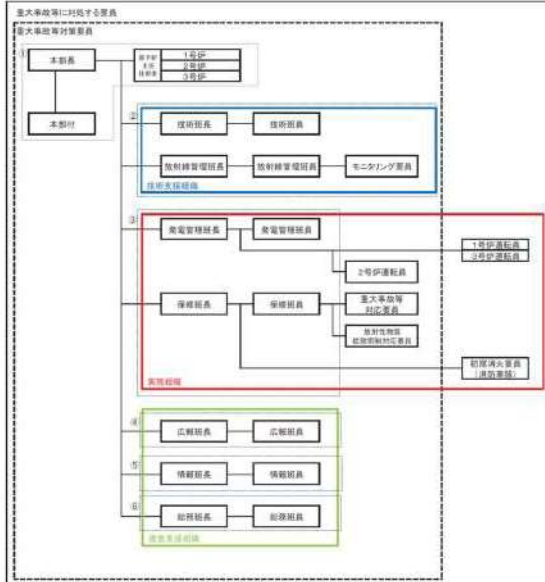 重大事故等に対処する要員
重大事故等対策要員
①
本部長
1号炉
2号炉
3号炉
本部付
②
技術班長
技術班員
放射線管理班長
放射線管理班員
モニタリング要員
技術支援組織
③
発電管理班長
発電管理班員
1号炉運転員
3号炉運転員
2号炉運転員
保修班長
保修班員
重大事故等
対応要員
放射性物質
拡散抑制対応要員
初期消火要員
(消防車隊)
実施組織
④
広報班長
広報班員
⑤
情報班長
情報班員
⑥
総務班長
総務班員
運営支援組織